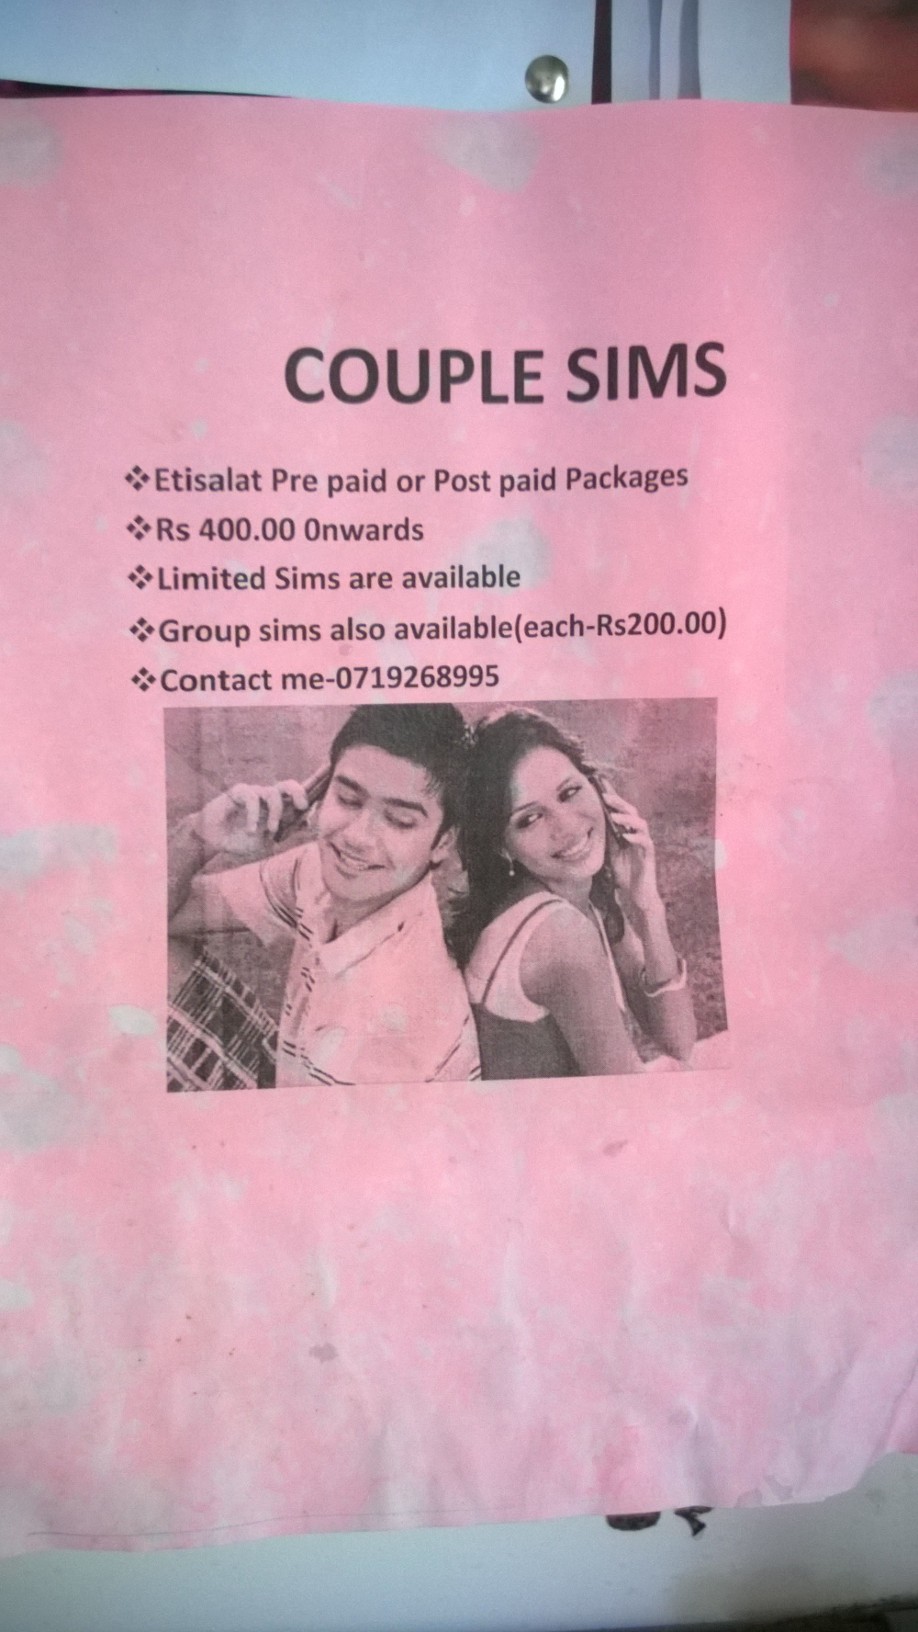 COUPLE SIMS
❖Etisalat Pre paid or Post paid Packages
❖Rs 400.00 0nwards
❖Limited Sims are available
❖Group sims also available(each-Rs200.00)
❖Contact me-0719268995